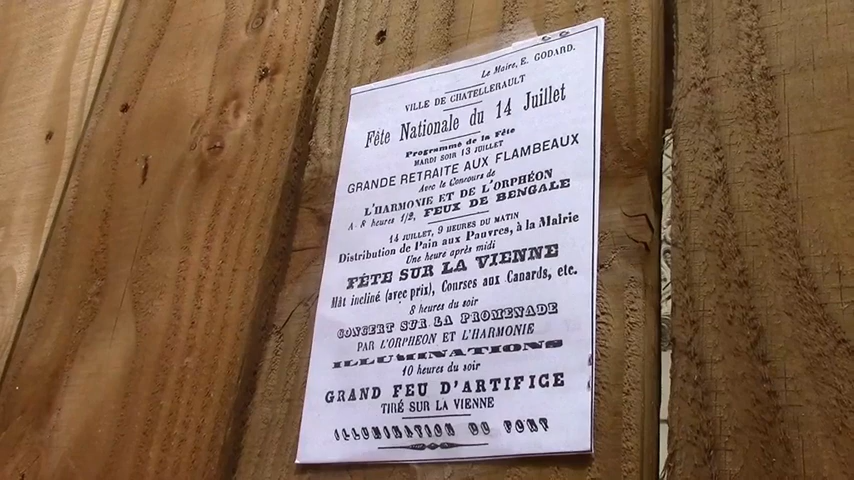 Le Maire, E. GODARD.
VILLE DE CHATELLERAULT
Fête Nationale du 14 Juillet
Programme de la Fête
MARDI SOIR 13 JUILLET
GRANDE RETRAITE AUX FLAMBEAUX
Avec le Concours de
L'HARMONIE ET DE L'ORPHÉON
A 8 heures 1/2, FEUX DE BENGALE
14 JUILLET, 9 HEURES DU MATIN
Distribution de Pain aux Pauvres, à la Mairie
Une heure après midi
FÊTE SUR LA VIENNE
Mât incliné (avec prix), Courses aux Canards, etc.
8 heures du soir
CONCERT SUR LA PROMENADE
PAR L'ORPHEON ET L'HARMONIE
ILLUMINATIONS
10 heures du soir
GRAND FEU D'ARTIFICE
TIRÉ SUR LA VIENNE
ILLUMINATION DU PONT